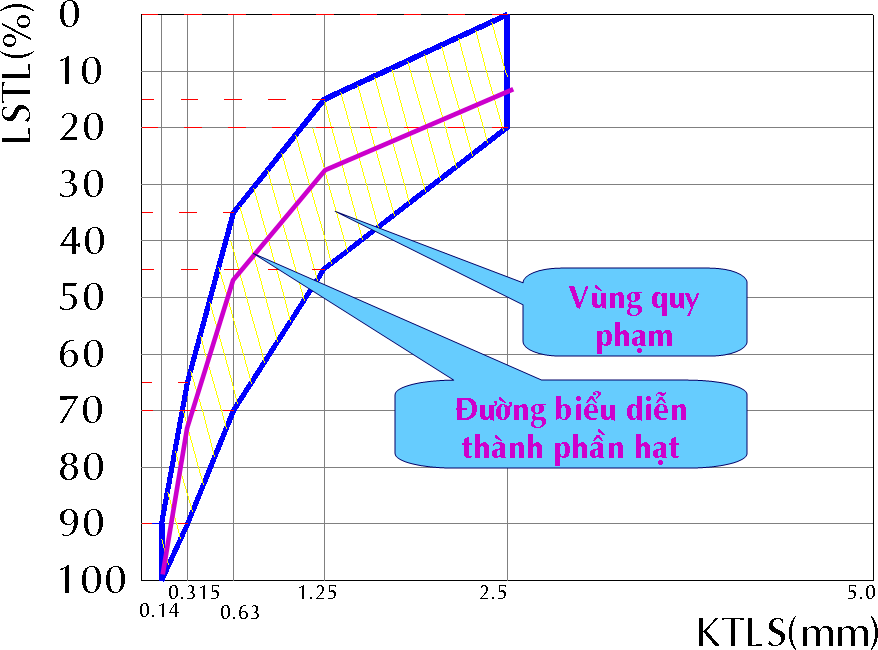 LSTL(%)
0
10
20
30
40
50
60
70
80
90
100
Vùng quy
phạm
Đường biểu diễn
thành phần hạt
0.14
0.315
0.63
1.25
2.5
5.0
KTLS(mm)